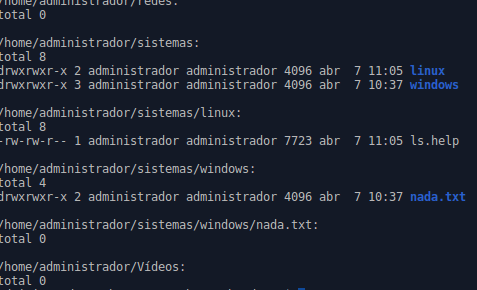 /home/administrador/redes:
total 0
/home/administrador/sistemas:
total 8
drwxrwxr-x 2 administrador administrador 4096 abr  7 11:05 linux
drwxrwxr-x 3 administrador administrador 4096 abr  7 10:37 windows
/home/administrador/sistemas/linux:
total 8
-rw-rw-r-- 1 administrador administrador 7723 abr  7 11:05 ls.help
/home/administrador/sistemas/windows:
total 4
drwxrwxr-x 2 administrador administrador 4096 abr  7 10:37 nada.txt
/home/administrador/sistemas/windows/nada.txt:
total 0
/home/administrador/Vídeos:
total 0